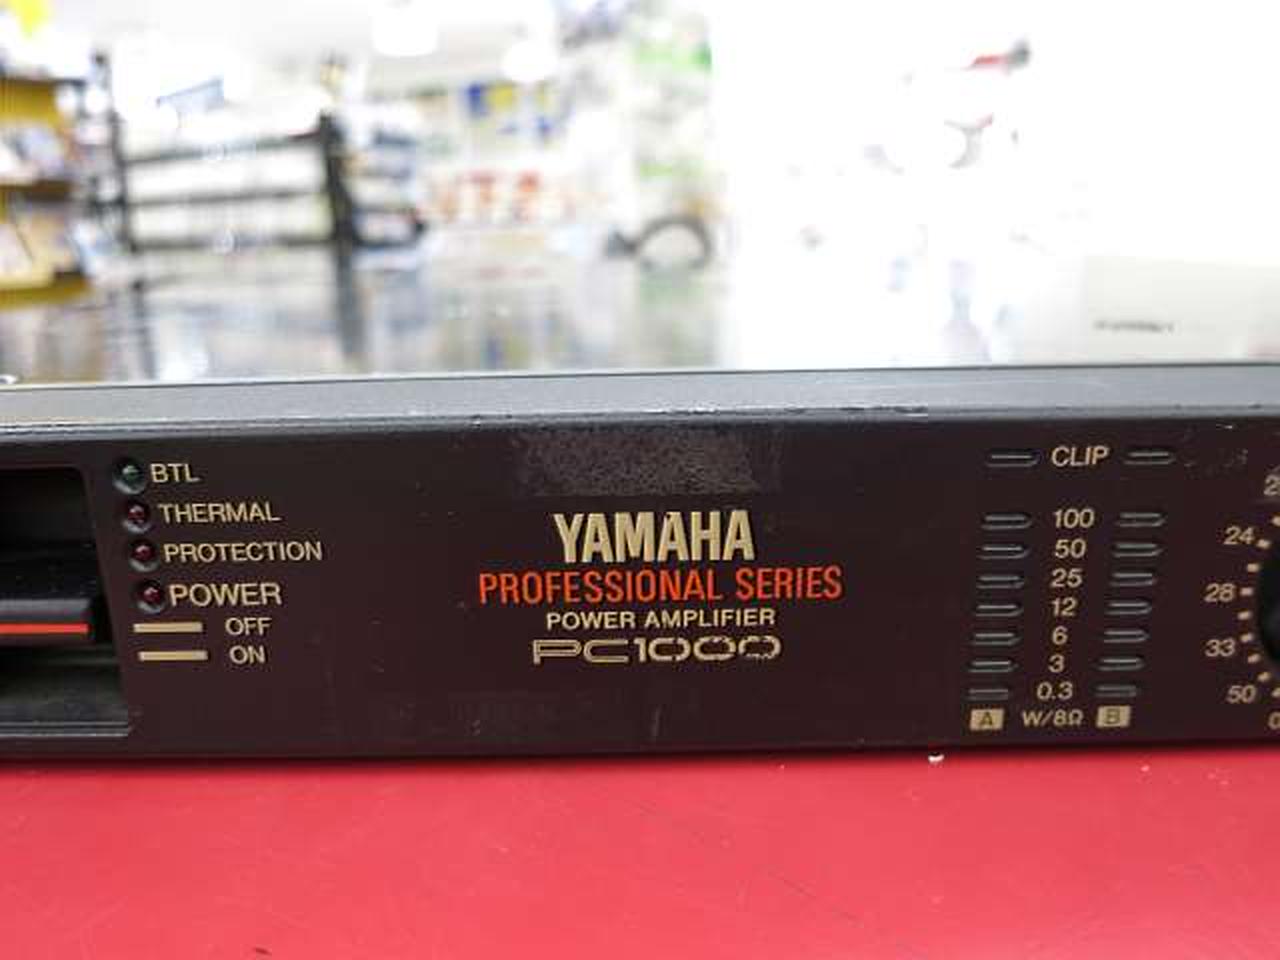 BTL
THERMAL
PROTECTION
POWER
OFF
ON
YAMAHA
PROFESSIONAL SERIES
POWER AMPLIFIER
PC1000
CLIP
100
50
25
12
6
3
0.3
A W/8Ω B
24
28
33
50